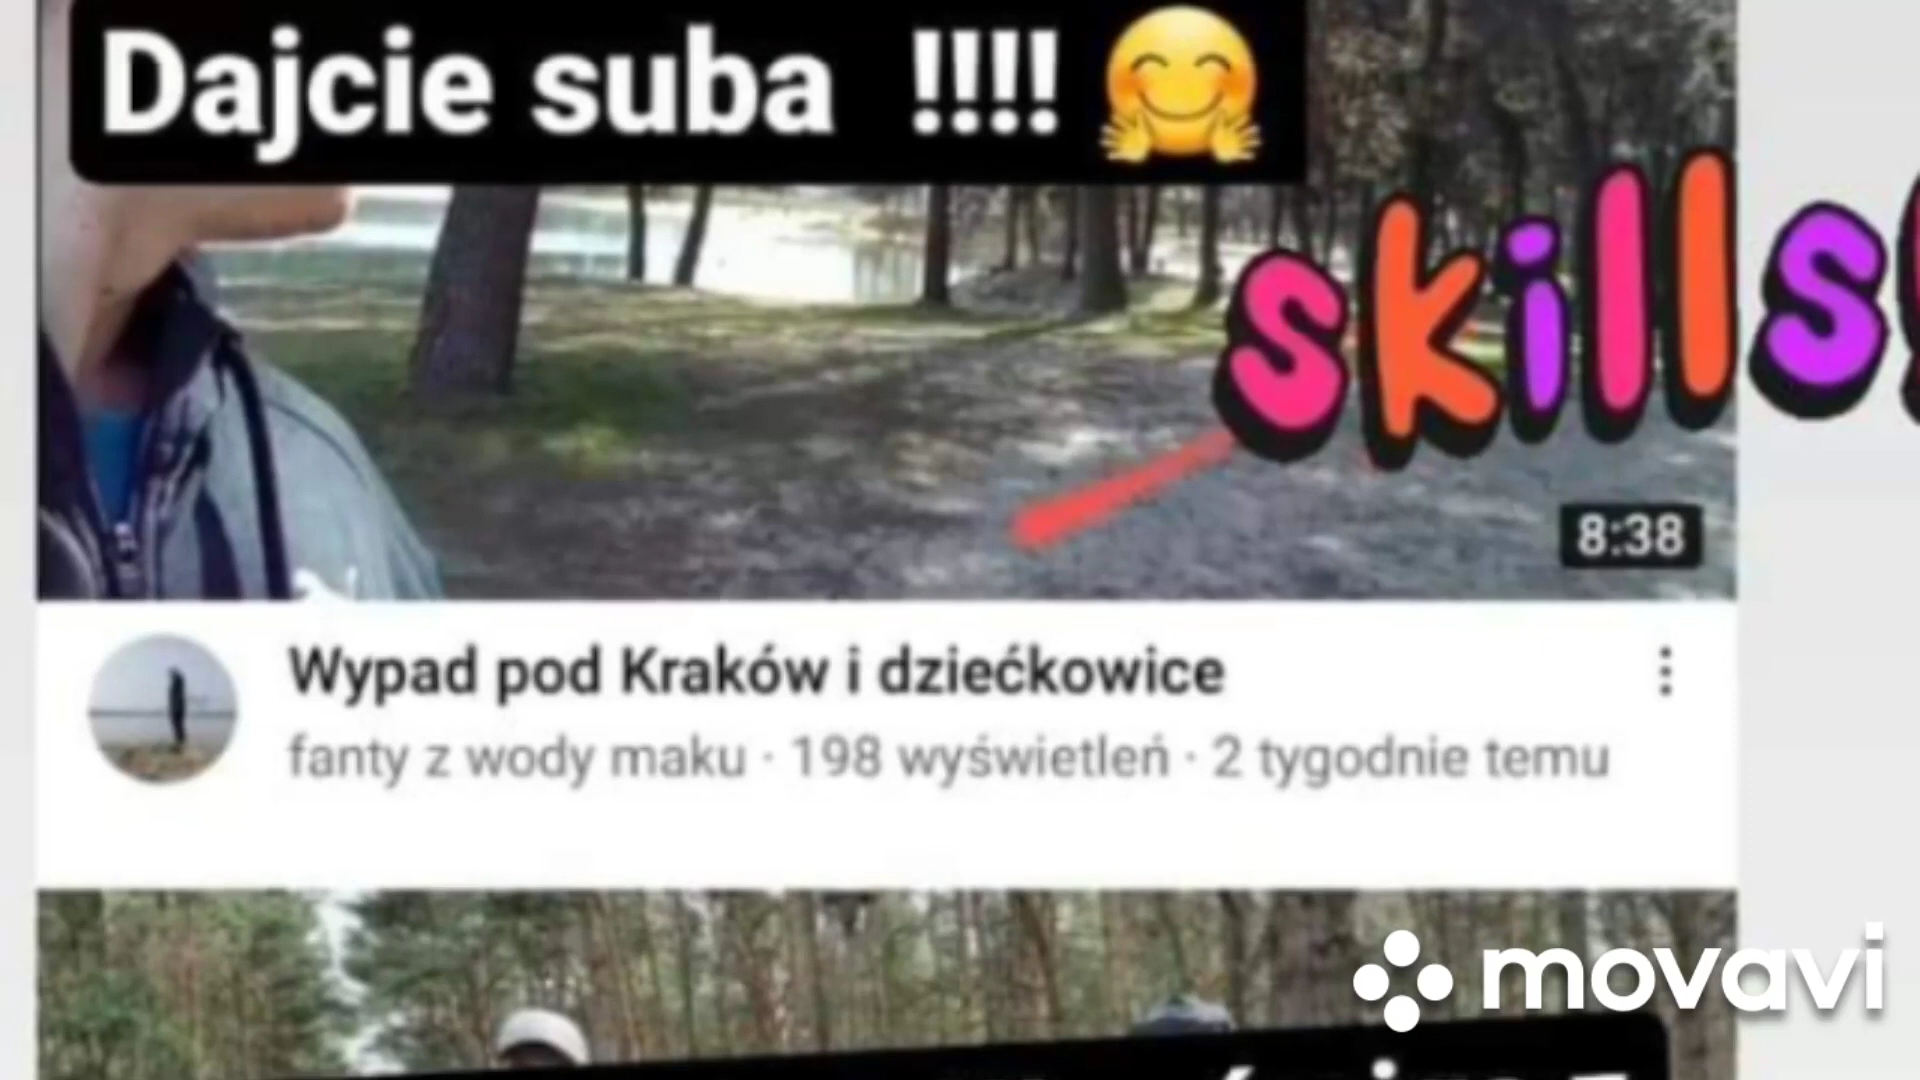 Dajcie suba !!!! 🤗
skills
8:38
Wypad pod Kraków i dziećkowice
fanty z wody maku · 198 wyświetleń · 2 tygodnie temu
movavi